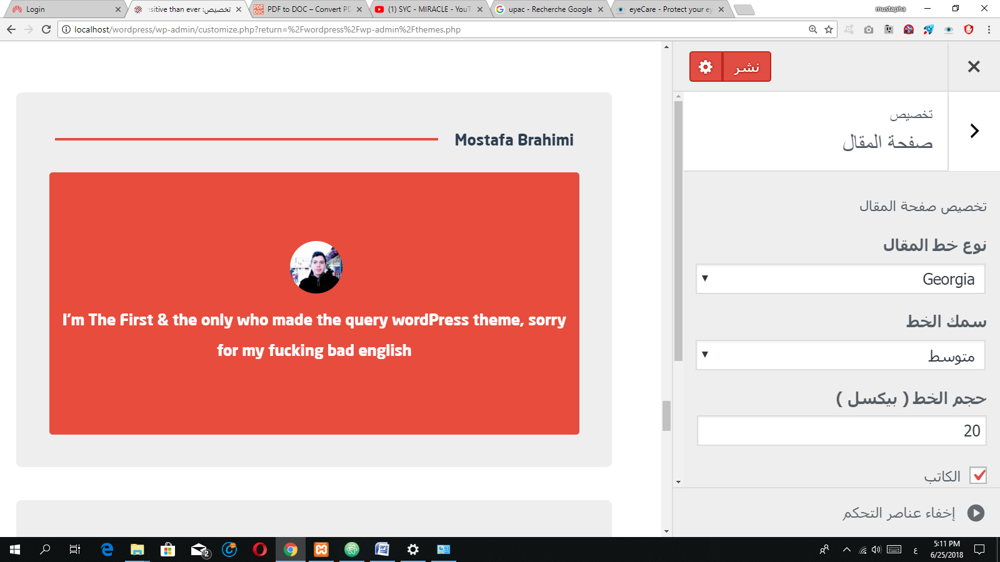 Login
تخصيص: nsitive than ever
PDF to DOC – Convert PD
(1) SYC - MIRACLE - YouT
upac - Recherche Google
eyeCare - Protect your ey
mustapha
localhost/wordpress/wp-admin/customize.php?return=%2Fwordpress%2Fwp-admin%2Fthemes.php
Mostafa Brahimi
I'm The First & the only who made the query wordPress theme, sorry
for my fucking bad english
نشر
تخصيص
صفحة المقال
تخصيص صفحة المقال
نوع خط المقال
Georgia
سمك الخط
متوسط
حجم الخط ( بيكسل )
20
الكاتب
إخفاء عناصر التحكم
2
ع
5:11 PM
6/25/2018